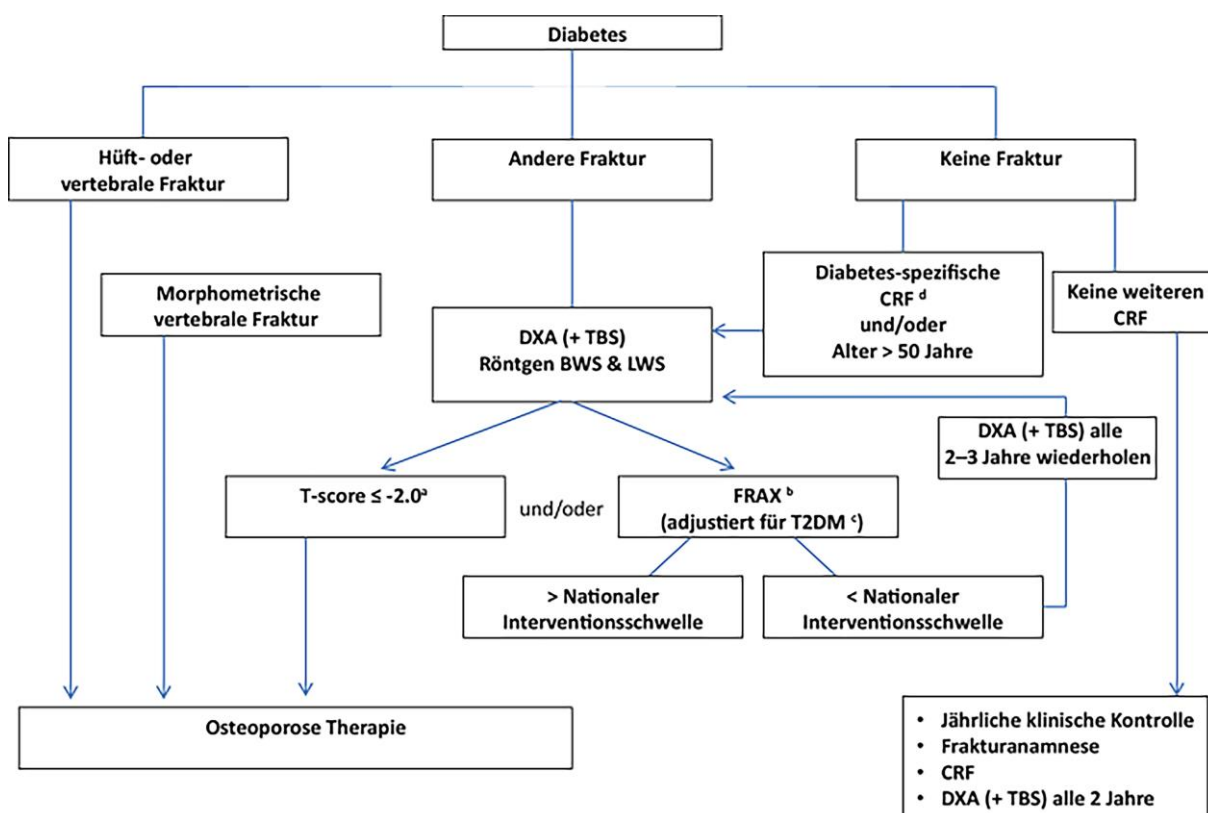 Diabetes
Hüft- oder
vertebrale Fraktur
Andere Fraktur
Keine Fraktur
Morphometrische
vertebrale Fraktur
Diabetes-spezifische
CRF d
und/oder
Alter > 50 Jahre
Keine weiteren
CRF
DXA (+ TBS)
Röntgen BWS & LWS
DXA (+ TBS) alle
2–3 Jahre wiederholen
T-score ≤ -2.0a
und/oder
FRAX b
(adjustiert für T2DM c)
> Nationaler
Interventionsschwelle
< Nationaler
Interventionsschwelle
Osteoporose Therapie
• Jährliche klinische Kontrolle
• Frakturanamnese
• CRF
• DXA (+ TBS) alle 2 Jahre